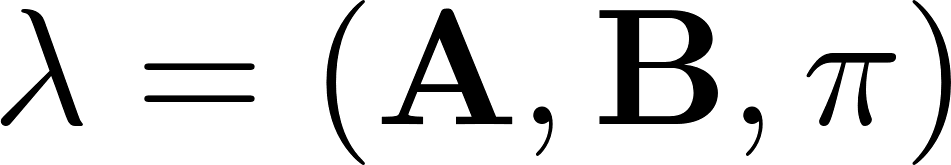 λ = (𝐀, 𝐁, π)